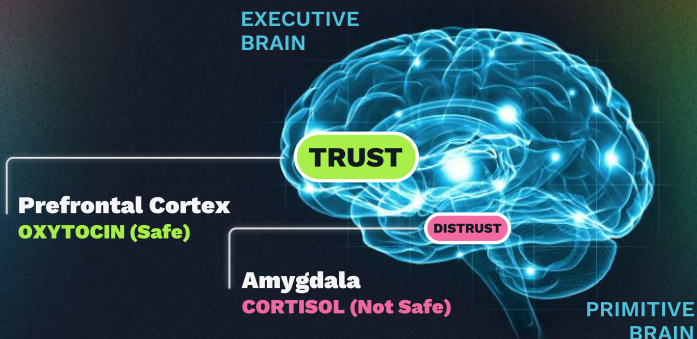 EXECUTIVE
BRAIN
TRUST
Prefrontal Cortex
OXYTOCIN (Safe)
DISTRUST
Amygdala
CORTISOL (Not Safe)
PRIMITIVE
BRAIN